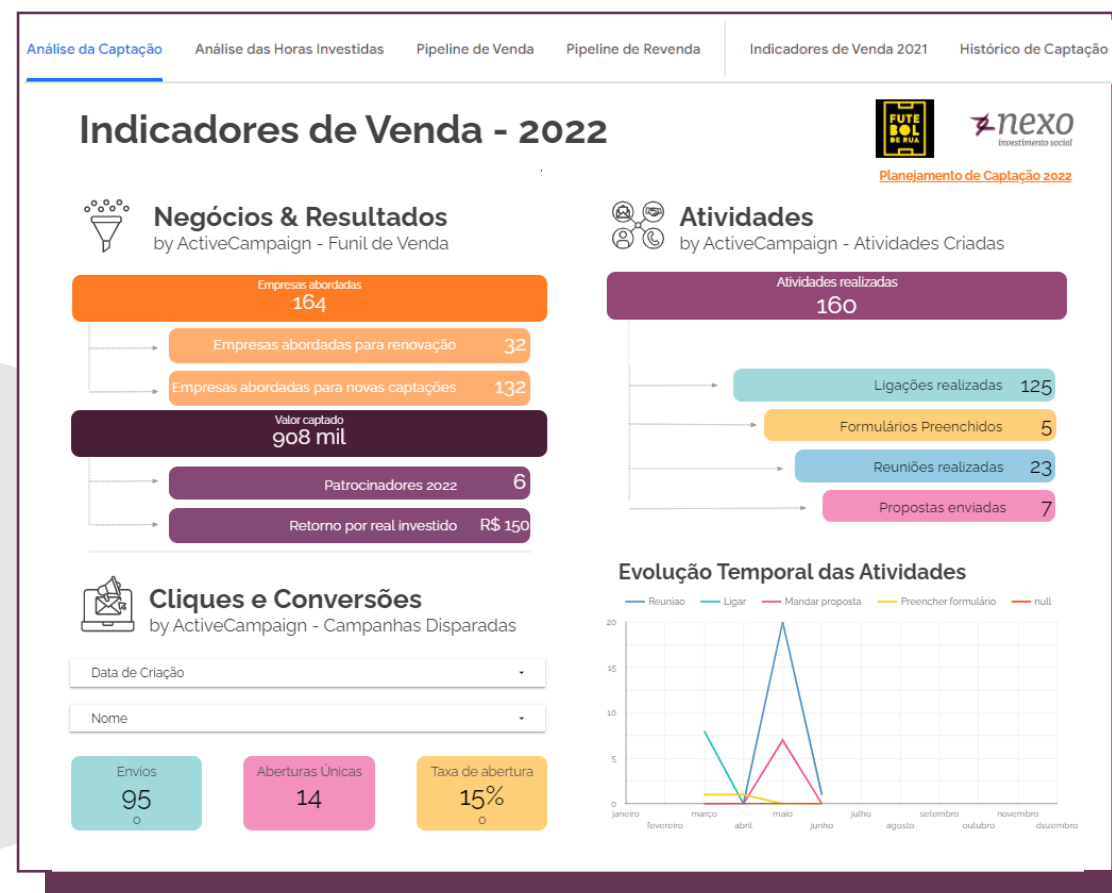 Análise da Captação
Análise das Horas Investidas
Pipeline de Venda
Pipeline de Revenda
Indicadores de Venda 2021
Histórico de Captação
Indicadores de Venda - 2022
FUTE
BOL
DE RUA
nexo
investimento social
Planejamento de Captação 2022
Negócios & Resultados
by ActiveCampaign - Funil de Venda
Empresas abordadas
164
Empresas abordadas para renovação 32
Empresas abordadas para novas captações 132
Valor captado
908 mil
Patrocinadores 2022 6
Retorno por real investido R$ 150
Atividades
by ActiveCampaign - Atividades Criadas
Atividades realizadas
160
Ligações realizadas 125
Formulários Preenchidos 5
Reuniões realizadas 23
Propostas enviadas 7
Cliques e Conversões
by ActiveCampaign - Campanhas Disparadas
Data de Criação
Nome
Envios
95
0
Aberturas Únicas
14
Taxa de abertura
15%
0
Evolução Temporal das Atividades
Reuniao Ligar Mandar proposta Preencher formulário null
20
15
10
5
0
janeiro março maio julho setembro novembro
fevereiro abril junho agosto outubro dezembro